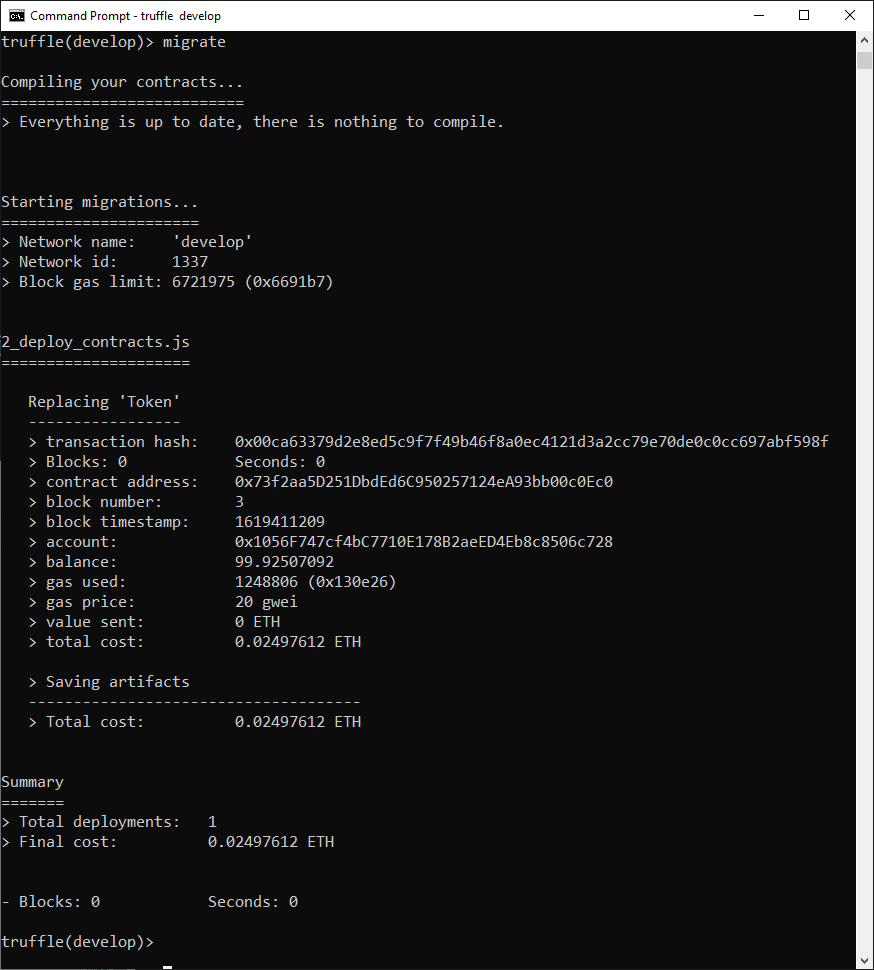 Command Prompt - truffle develop
truffle(develop)> migrate
Compiling your contracts...
===========================
> Everything is up to date, there is nothing to compile.
Starting migrations...
======================
> Network name:    'develop'
> Network id:      1337
> Block gas limit: 6721975 (0x6691b7)
2_deploy_contracts.js
=====================
   Replacing 'Token'
   -----------------
   > transaction hash:    0x00ca63379d2e8ed5c9f7f49b46f8a0ec4121d3a2cc79e70de0c0cc697abf598f
   > Blocks: 0            Seconds: 0
   > contract address:    0x73f2aa5D251DbdEd6C950257124eA93bb00c0Ec0
   > block number:        3
   > block timestamp:     1619411209
   > account:             0x1056F747cf4bC7710E178B2aeED4Eb8c8506c728
   > balance:             99.92507092
   > gas used:            1248806 (0x130e26)
   > gas price:           20 gwei
   > value sent:          0 ETH
   > total cost:          0.02497612 ETH
   > Saving artifacts
   -------------------------------------
   > Total cost:          0.02497612 ETH
Summary
=======
> Total deployments:   1
> Final cost:          0.02497612 ETH
- Blocks: 0            Seconds: 0
truffle(develop)>